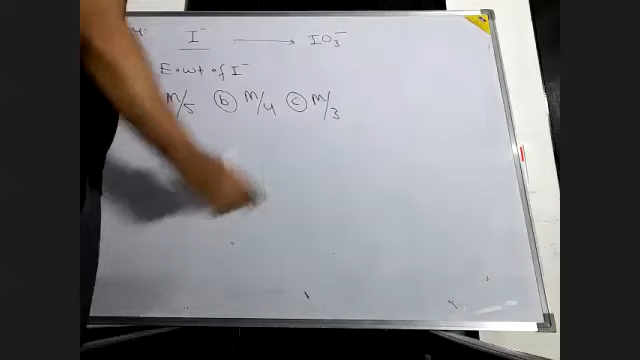 I⁻ ⟶ IO₃⁻
E.wt of I⁻
M/5 ⓑ M/4 ⓒ M/3